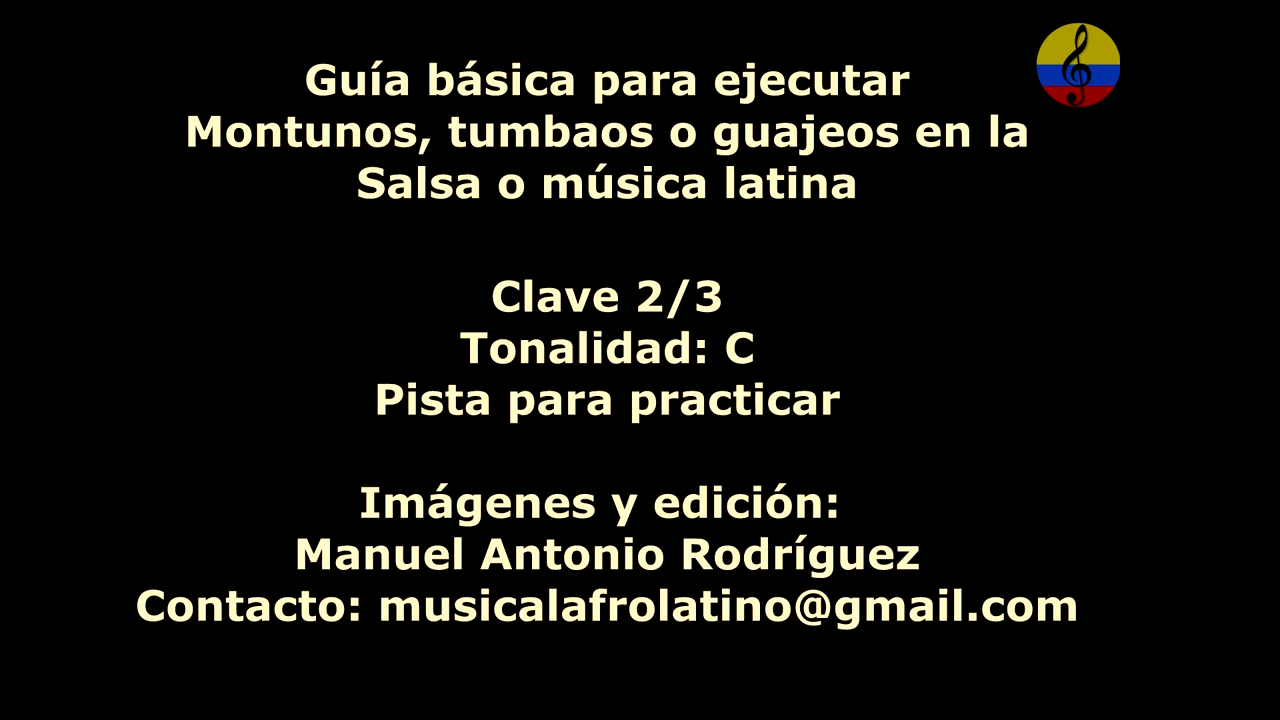 Guía básica para ejecutar
Montunos, tumbaos o guajeos en la
Salsa o música latina
Clave 2/3
Tonalidad: C
Pista para practicar
Imágenes y edición:
Manuel Antonio Rodríguez
Contacto: musicalafrolatino@gmail.com